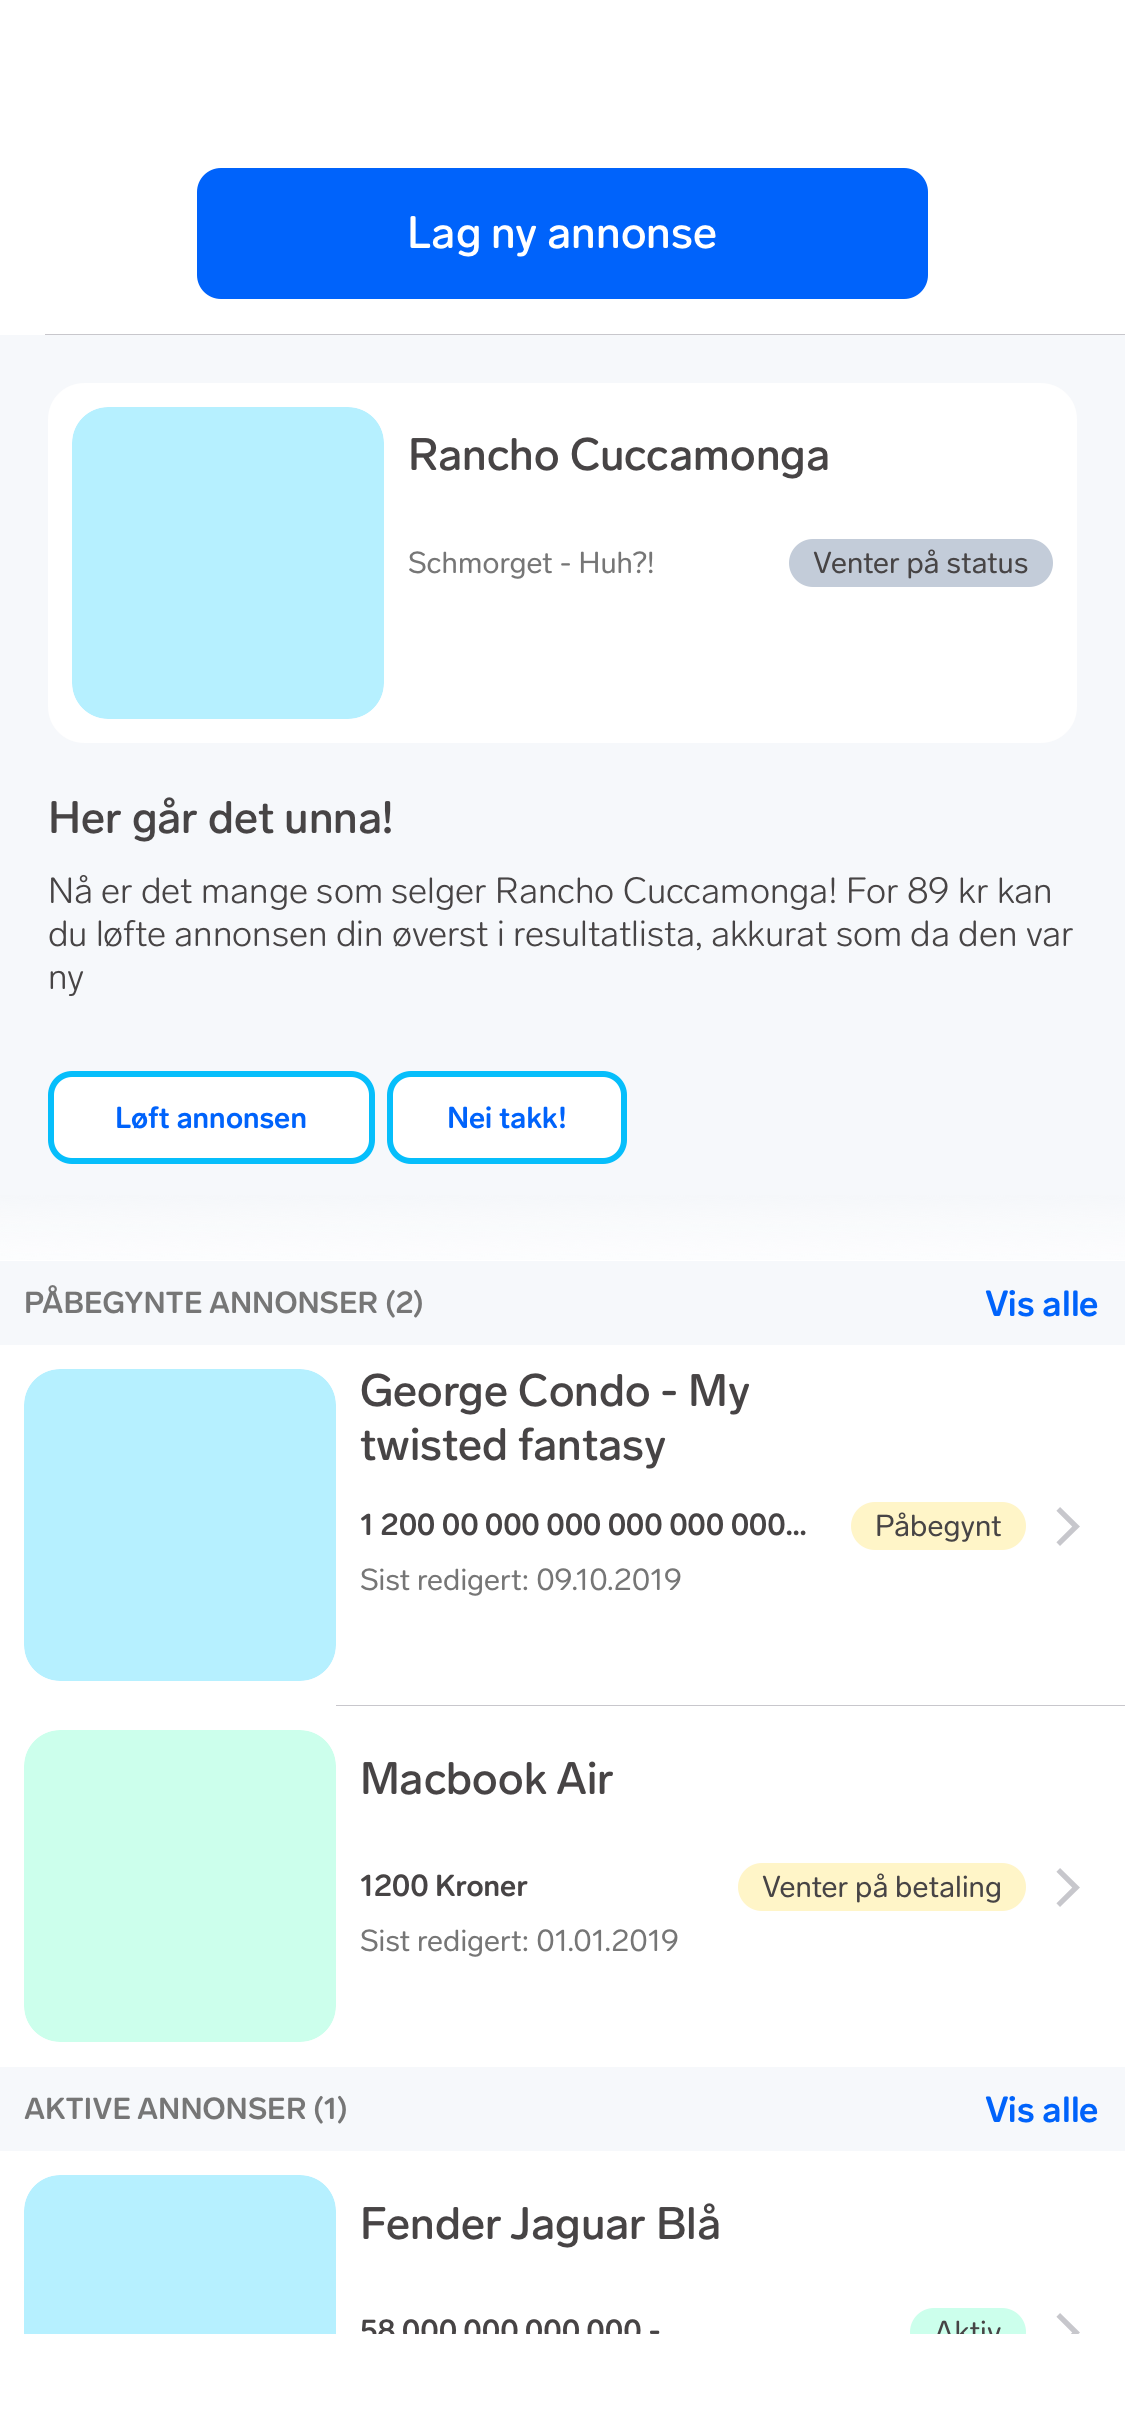 Lag ny annonse
Rancho Cuccamonga
Schmorget - Huh?!
Venter på status
Her går det unna!
Nå er det mange som selger Rancho Cuccamonga! For 89 kr kan
du løfte annonsen din øverst i resultatlista, akkurat som da den var
ny
Løft annonsen
Nei takk!
PÅBEGYNTE ANNONSER (2)
Vis alle
George Condo - My
twisted fantasy
1 200 00 000 000 000 000 000...
Påbegynt
Sist redigert: 09.10.2019
Macbook Air
1200 Kroner
Venter på betaling
Sist redigert: 01.01.2019
AKTIVE ANNONSER (1)
Vis alle
Fender Jaguar Blå
58 000 000 000 000 -
Aktiv